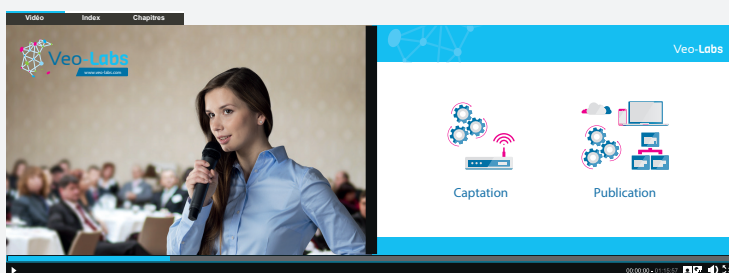 Vidéo Index Chapitres
Veo-Labs
www.veo-labs.com
Veo-Labs
Captation Publication
00:00:00 - 01:15:57